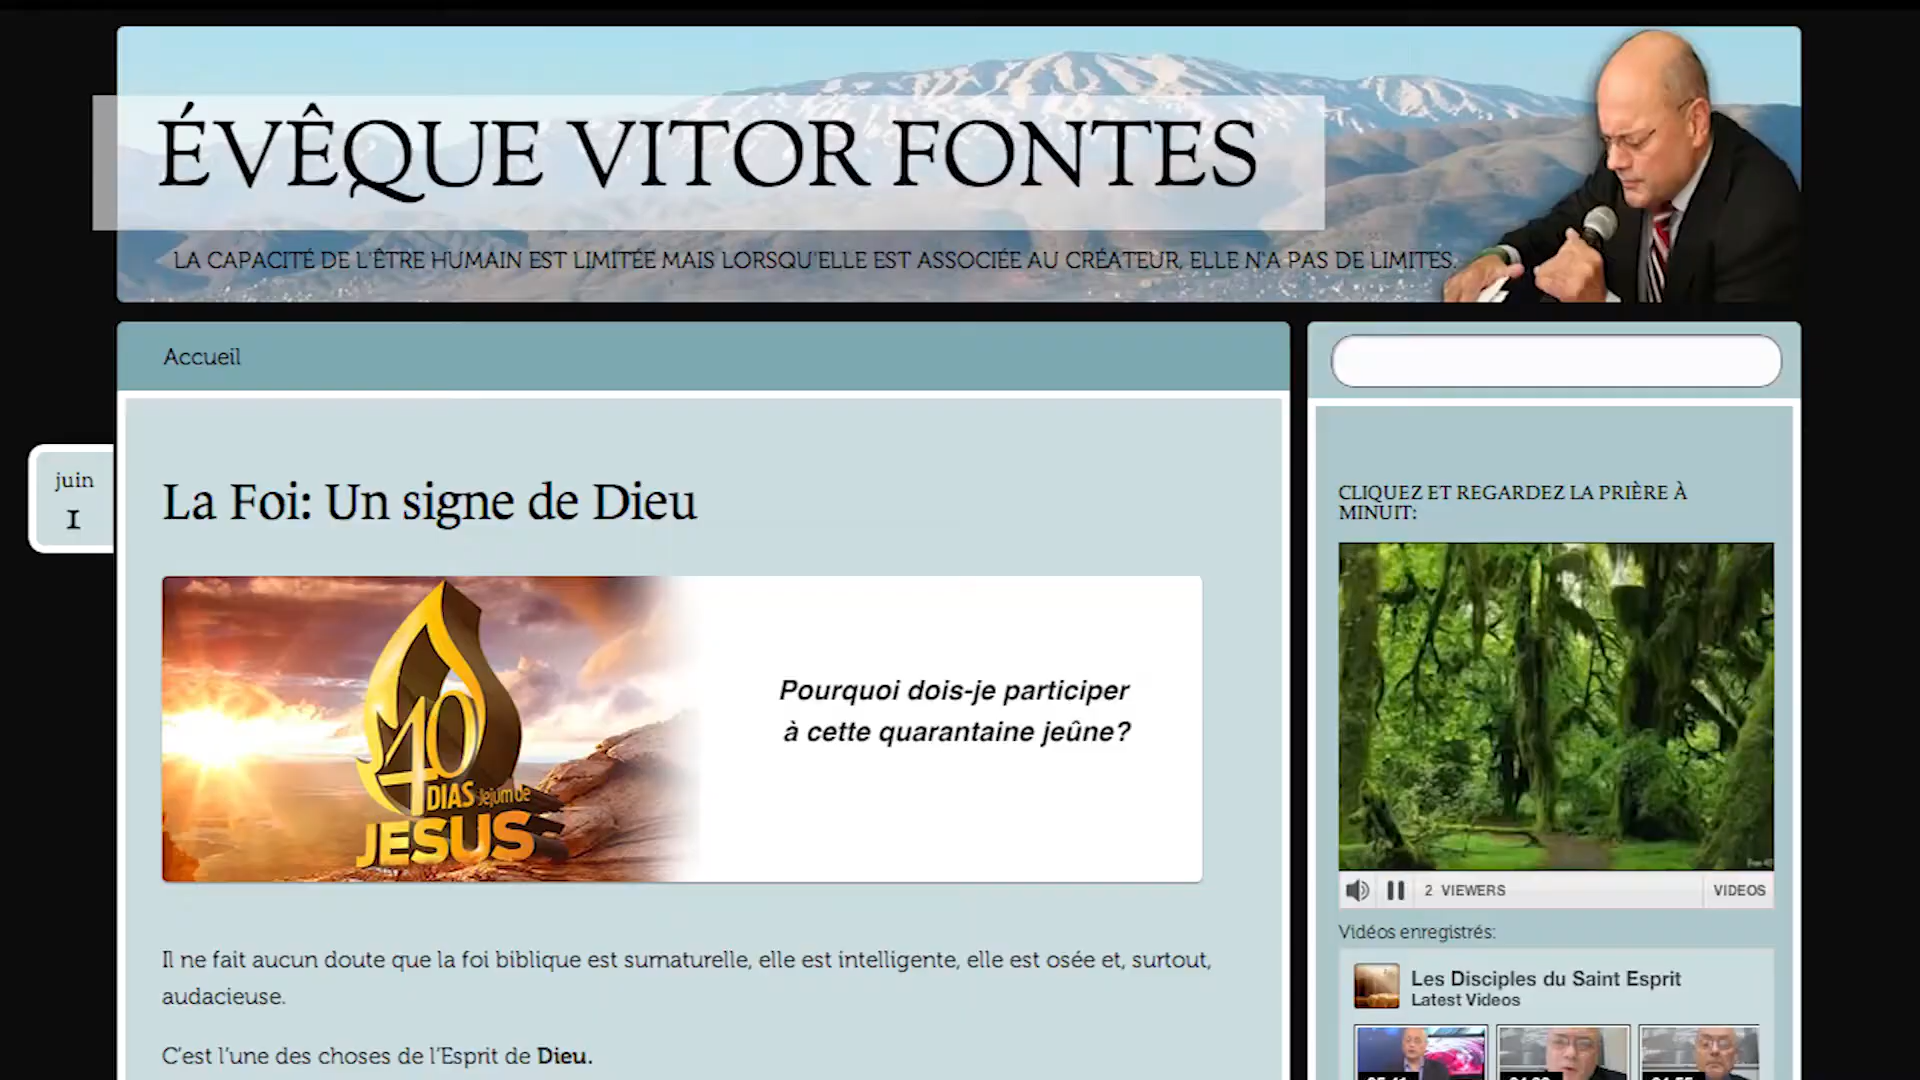 ÉVÊQUE VITOR FONTES
LA CAPACITÉ DE L'ÊTRE HUMAIN EST LIMITÉE MAIS LORSQU'ELLE EST ASSOCIÉE AU CRÉATEUR, ELLE N'A PAS DE LIMITES.
Accueil
juin
1
La Foi: Un signe de Dieu
40
DIAS Jejum de
JESUS
Pourquoi dois-je participer
à cette quarantaine jeûne?
Il ne fait aucun doute que la foi biblique est surnaturelle, elle est intelligente, elle est osée et, surtout,
audacieuse.
C'est l'une des choses de l'Esprit de Dieu.
CLIQUEZ ET REGARDEZ LA PRIÈRE À
MINUIT:
2 VIEWERS
VIDEOS
Vidéos enregistrés:
Les Disciples du Saint Esprit
Latest Videos